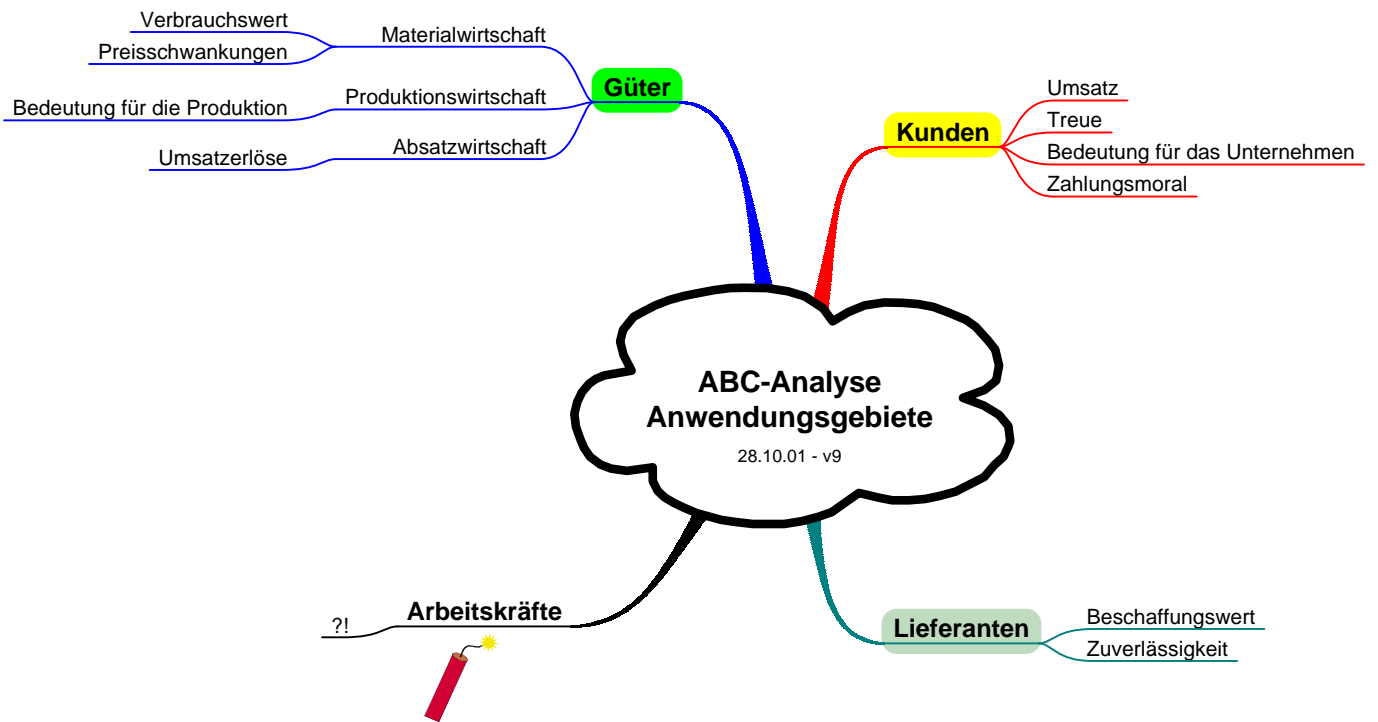 ABC-Analyse
Anwendungsgebiete
28.10.01 - v9
Güter
Materialwirtschaft
Verbrauchswert
Preisschwankungen
Produktionswirtschaft
Bedeutung für die Produktion
Absatzwirtschaft
Umsatzerlöse
Kunden
Umsatz
Treue
Bedeutung für das Unternehmen
Zahlungsmoral
Lieferanten
Beschaffungswert
Zuverlässigkeit
Arbeitskräfte
?!